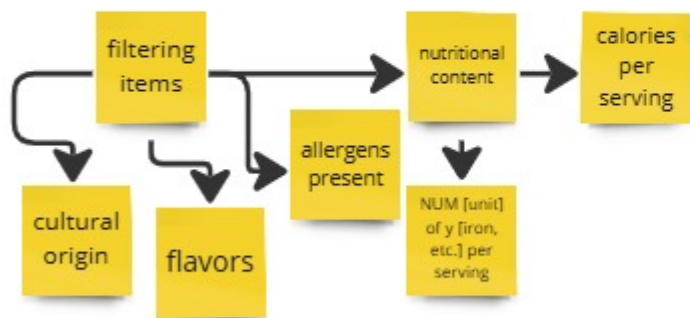 filtering
items
nutritional
content
calories
per
serving
allergens
present
cultural
origin
flavors
NUM [unit]
of y [iron,
etc.] per
serving